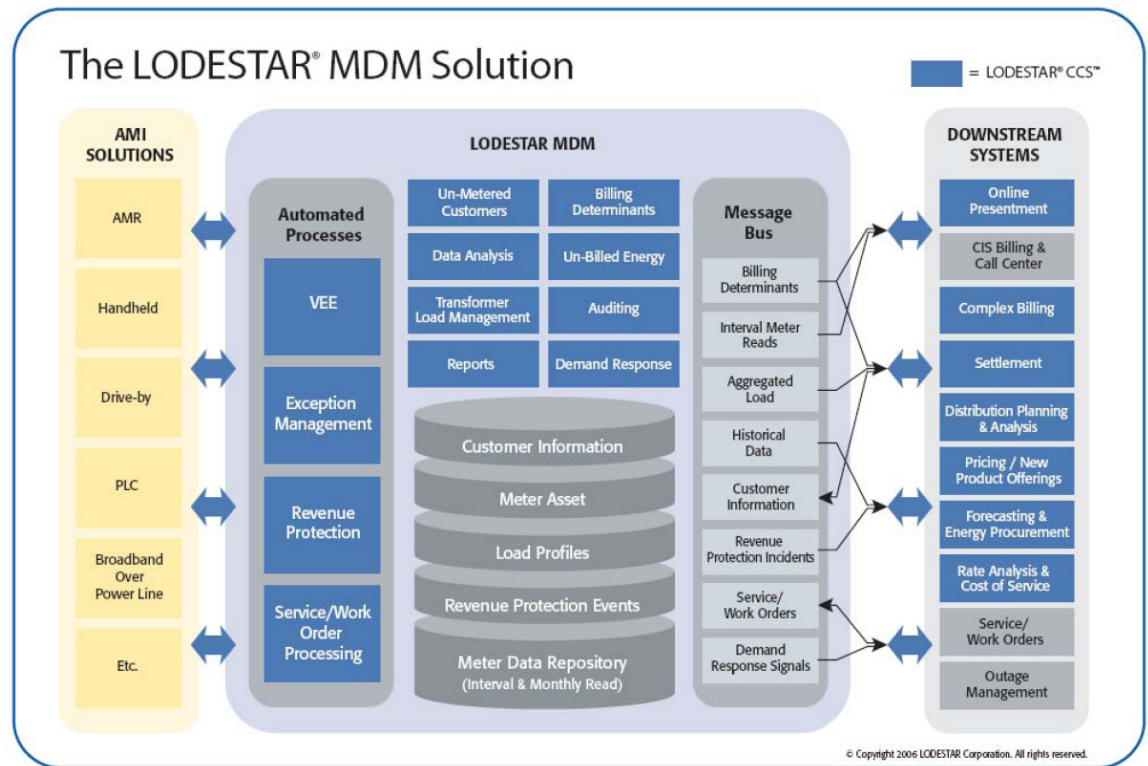 The LODESTAR® MDM Solution
= LODESTAR® CCS™
AMI
SOLUTIONS
AMR
Handheld
Drive-by
PLC
Broadband
Over
Power Line
Etc.
LODESTAR MDM
Automated
Processes
VEE
Exception
Management
Revenue
Protection
Service/Work
Order
Processing
Un-Metered
Customers
Billing
Determinants
Data Analysis
Un-Billed Energy
Transformer
Load Management
Auditing
Reports
Demand Response
Customer Information
Meter Asset
Load Profiles
Revenue Protection Events
Meter Data Repository
(Interval & Monthly Read)
Message
Bus
Billing
Determinants
Interval Meter
Reads
Aggregated
Load
Historical
Data
Customer
Information
Revenue
Protection Incidents
Service/
Work Orders
Demand
Response Signals
DOWNSTREAM
SYSTEMS
Online
Presentment
CIS Billing &
Call Center
Complex Billing
Settlement
Distribution Planning
& Analysis
Pricing / New
Product Offerings
Forecasting &
Energy Procurement
Rate Analysis &
Cost of Service
Service/
Work Orders
Outage
Management
© Copyright 2006 LODESTAR Corporation. All rights reserved.